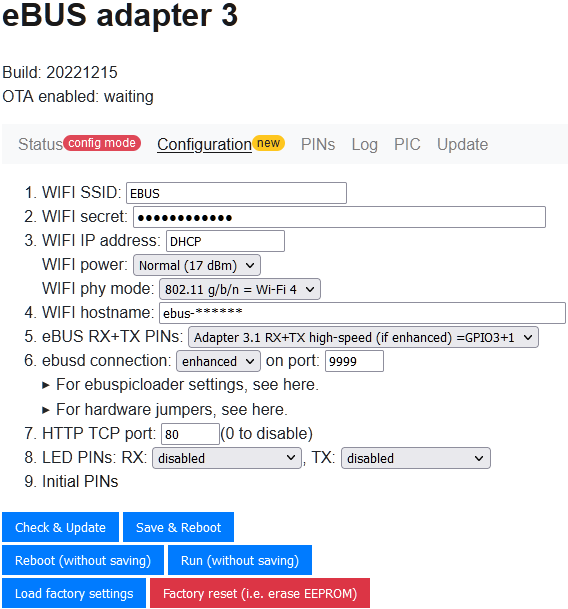 eBUS adapter 3
Build: 20221215
OTA enabled: waiting
Status config mode Configuration new PINs Log PIC Update
1. WIFI SSID: EBUS
2. WIFI secret: ●●●●●●●●●●●●
3. WIFI IP address: DHCP
WIFI power: Normal (17 dBm)
WIFI phy mode: 802.11 g/b/n = Wi-Fi 4
4. WIFI hostname: ebus-******
5. eBUS RX+TX PINs: Adapter 3.1 RX+TX high-speed (if enhanced) =GPIO3+1
6. ebusd connection: enhanced on port: 9999
▸ For ebuspicloader settings, see here.
▸ For hardware jumpers, see here.
7. HTTP TCP port: 80 (0 to disable)
8. LED PINs: RX: disabled , TX: disabled
9. Initial PINs
Check & Update Save & Reboot
Reboot (without saving) Run (without saving)
Load factory settings Factory reset (i.e. erase EEPROM)